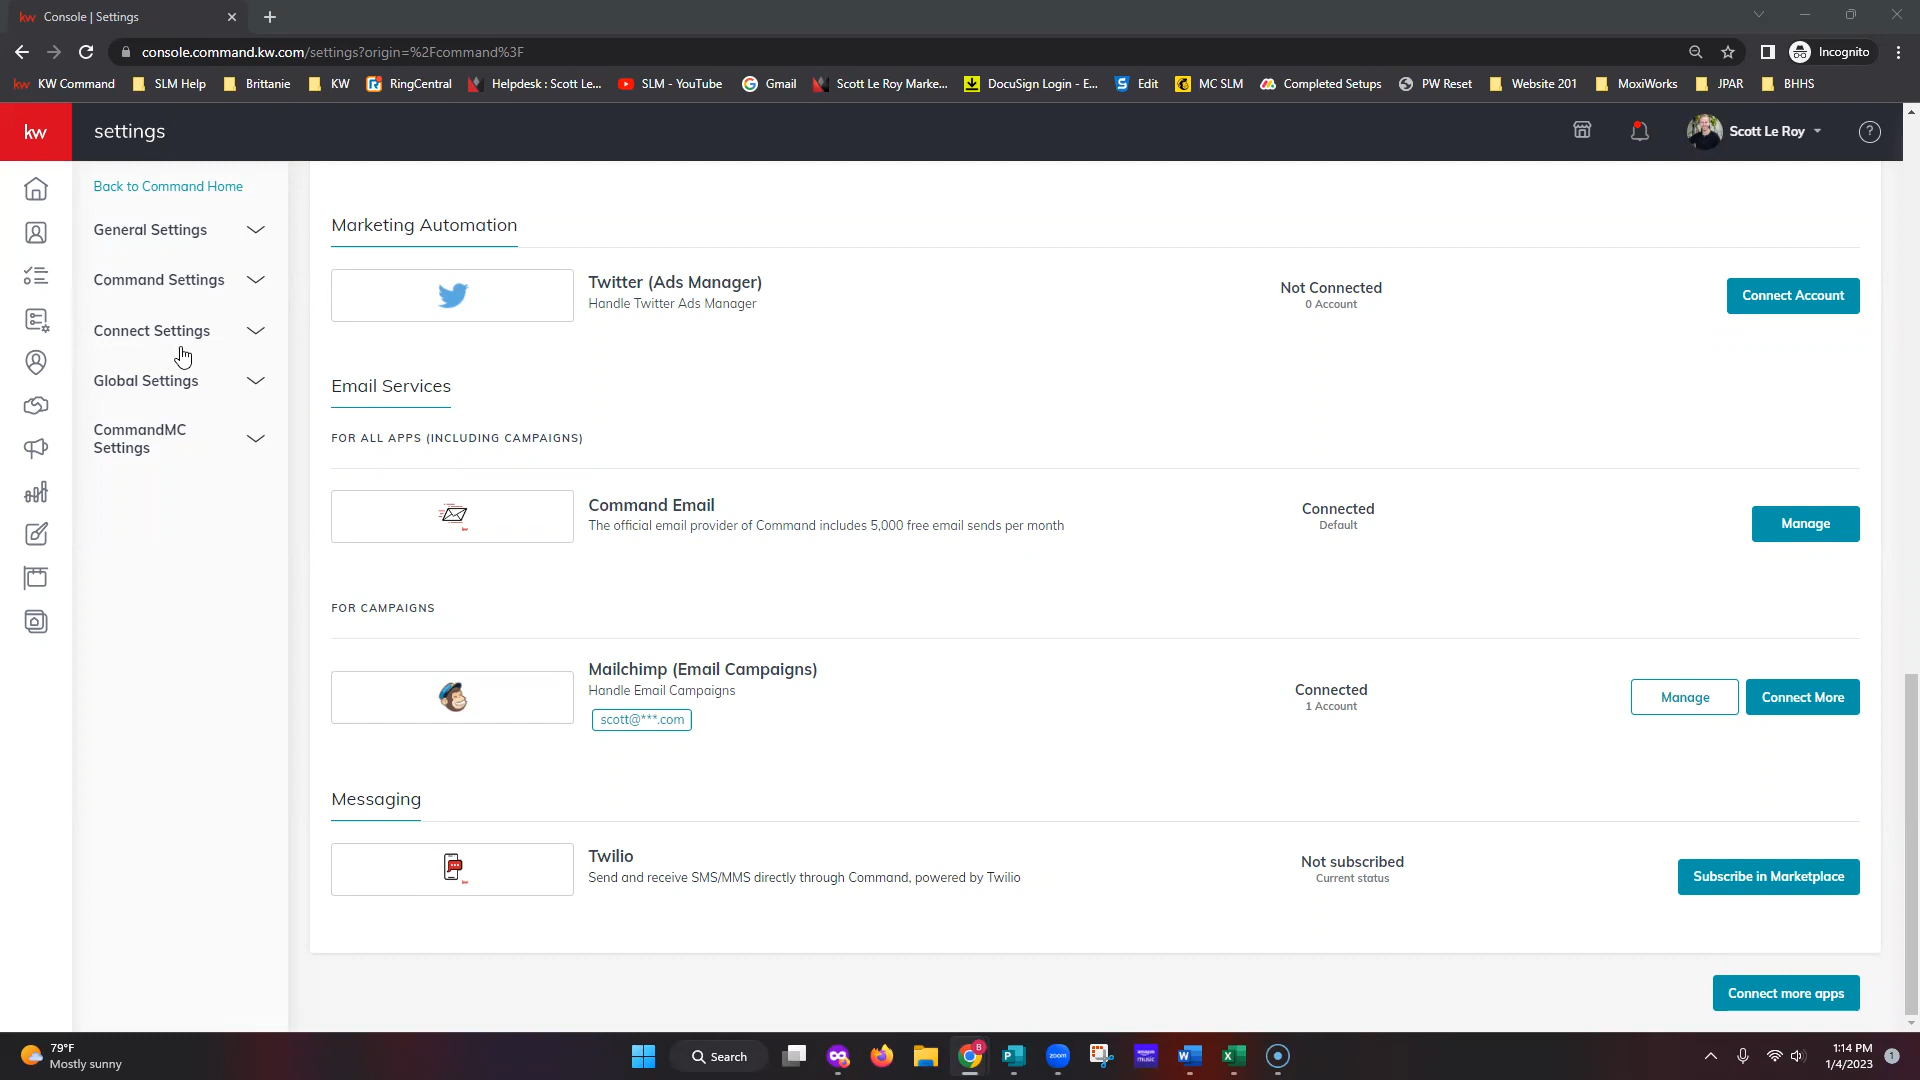 kw Console | Settings
console.command.kw.com/settings?origin=%2Fcommand%3F
Incognito
kw KW Command SLM Help Brittanie KW RingCentral Helpdesk : Scott Le... SLM - YouTube Gmail Scott Le Roy Marke... DocuSign Login - E... Edit MC SLM Completed Setups PW Reset Website 201 MoxiWorks JPAR BHHS
kw settings
Scott Le Roy
?
Back to Command Home
General Settings
Command Settings
Connect Settings
Global Settings
CommandMC
Settings
Marketing Automation
Twitter (Ads Manager)
Handle Twitter Ads Manager
Not Connected
0 Account
Connect Account
Email Services
FOR ALL APPS (INCLUDING CAMPAIGNS)
Command Email
The official email provider of Command includes 5,000 free email sends per month
Connected
Default
Manage
FOR CAMPAIGNS
Mailchimp (Email Campaigns)
Handle Email Campaigns
scott@***.com
Connected
1 Account
Manage
Connect More
Messaging
Twilio
Send and receive SMS/MMS directly through Command, powered by Twilio
Not subscribed
Current status
Subscribe in Marketplace
Connect more apps
79°F
Mostly sunny
Search
zoom
1:14 PM
1/4/2023
1